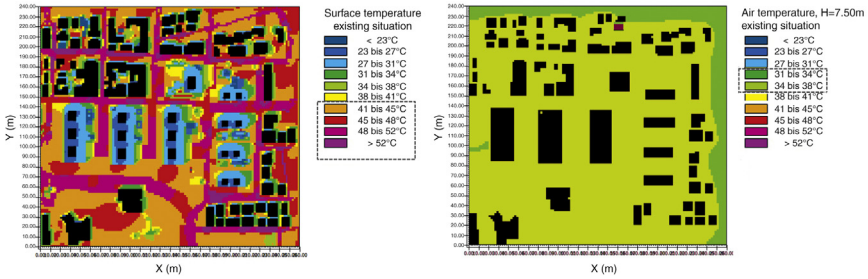 Surface temperature
existing situation
< 23°C
23 bis 27°C
27 bis 31°C
31 bis 34°C
34 bis 38°C
38 bis 41°C
41 bis 45°C
45 bis 48°C
48 bis 52°C
> 52°C
Y (m)
240.00
230.00
220.00
210.00
200.00
190.00
180.00
170.00
160.00
150.00
140.00
130.00
120.00
110.00
100.00
90.00
80.00
70.00
60.00
50.00
40.00
30.00
20.00
10.00
0.00
X (m)
Air temperature, H=7.50m
existing situation
< 23°C
23 bis 27°C
27 bis 31°C
31 bis 34°C
34 bis 38°C
38 bis 41°C
41 bis 45°C
45 bis 48°C
48 bis 52°C
> 52°C
Y (m)
240.00
230.00
220.00
210.00
200.00
190.00
180.00
170.00
160.00
150.00
140.00
130.00
120.00
110.00
100.00
90.00
80.00
70.00
60.00
50.00
40.00
30.00
20.00
10.00
0.00
X (m)